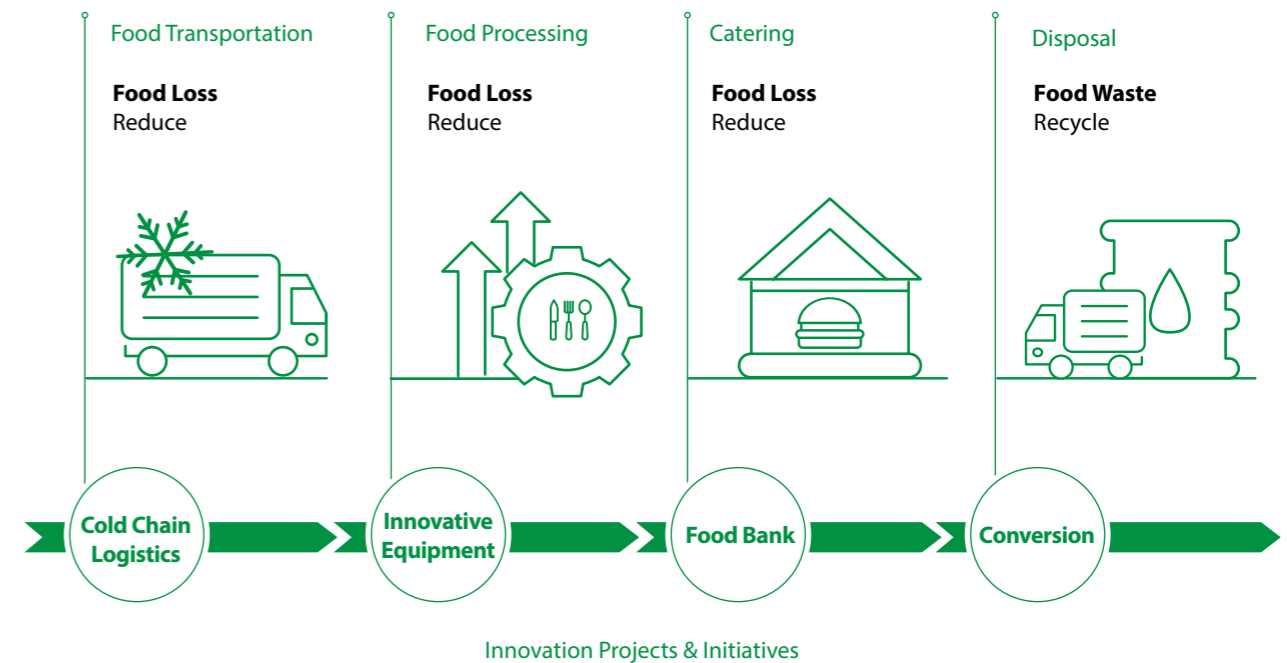 Food Transportation
Food Loss
Reduce
Food Processing
Food Loss
Reduce
Catering
Food Loss
Reduce
Disposal
Food Waste
Recycle
Cold Chain
Logistics
Innovative
Equipment
Food Bank
Conversion
Innovation Projects & Initiatives